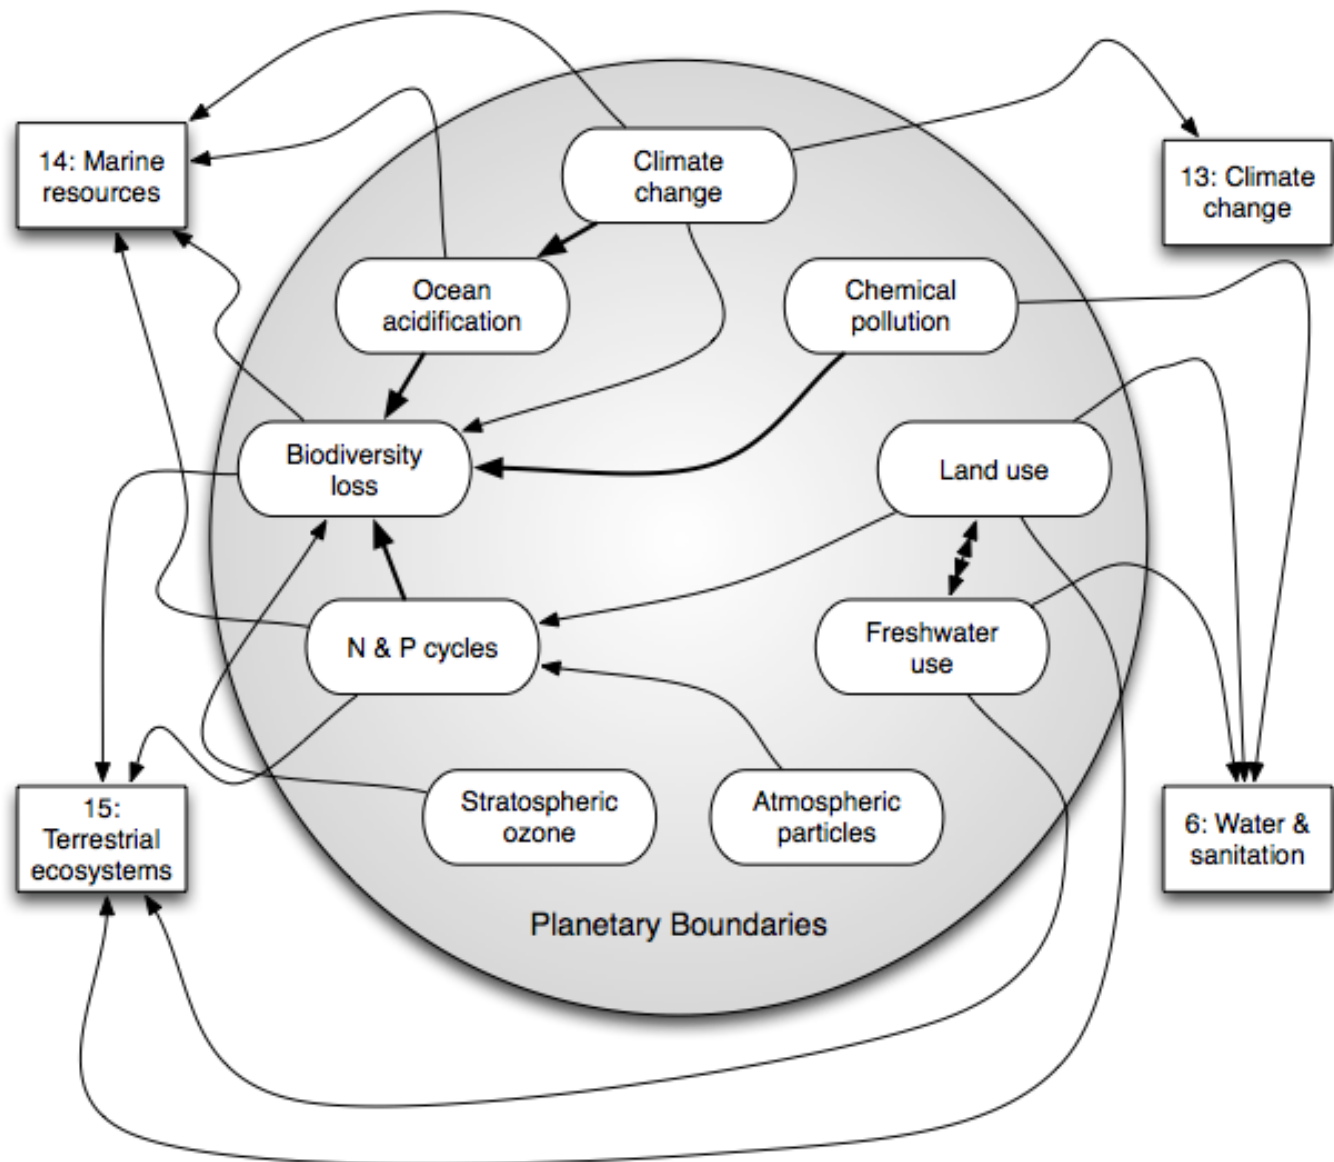 14: Marine
resources
Climate
change
13: Climate
change
Ocean
acidification
Chemical
pollution
Biodiversity
loss
Land use
N & P cycles
Freshwater
use
Stratospheric
ozone
Atmospheric
particles
15:
Terrestrial
ecosystems
6: Water &
sanitation
Planetary Boundaries